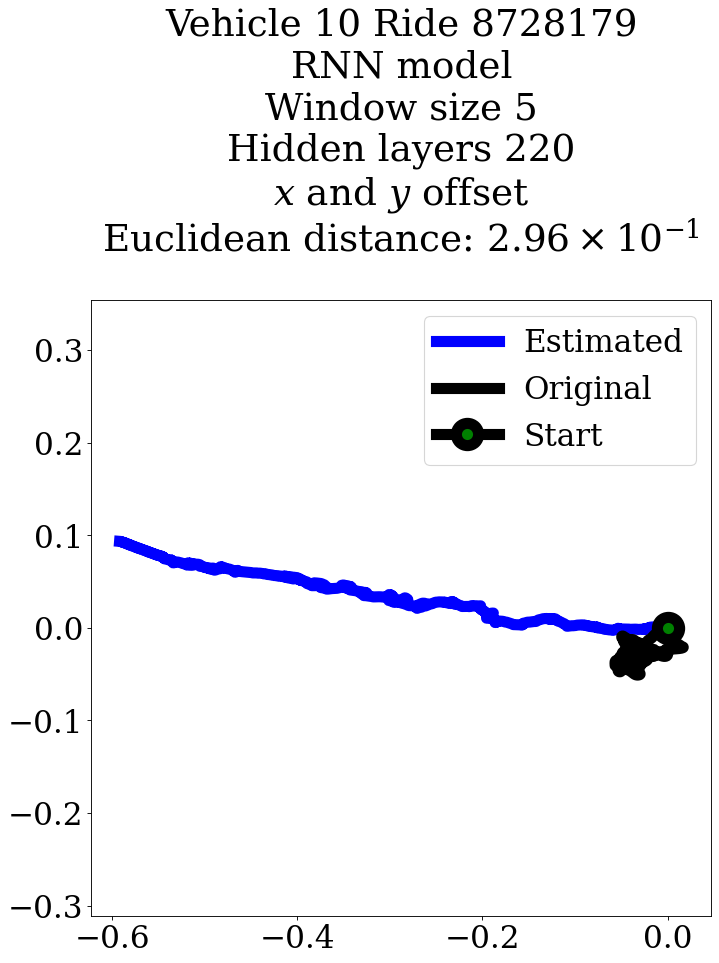 Vehicle 10 Ride 8728179
RNN model
Window size 5
Hidden layers 220
x and y offset
Euclidean distance: 2.96 × 10⁻¹
Estimated
Original
Start
0.3
0.2
0.1
0.0
−0.1
−0.2
−0.3
−0.6
−0.4
−0.2
0.0